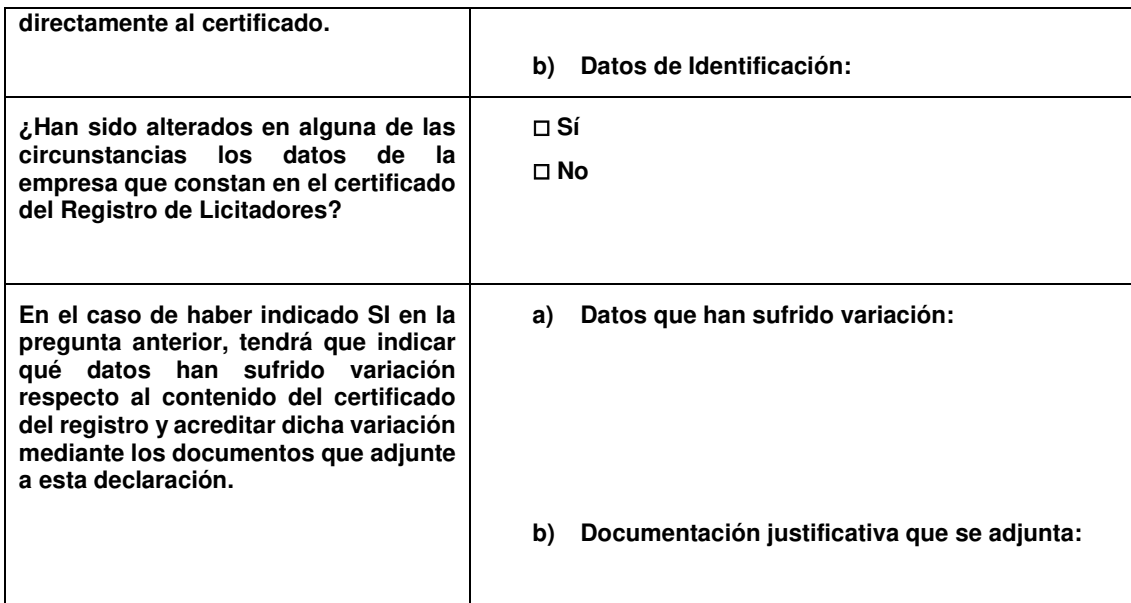 directamente al certificado.
b) Datos de Identificación:
¿Han sido alterados en alguna de las
circunstancias los datos de la
empresa que constan en el certificado
del Registro de Licitadores?
□ Sí
□ No
En el caso de haber indicado SI en la
pregunta anterior, tendrá que indicar
qué datos han sufrido variación
respecto al contenido del certificado
del registro y acreditar dicha variación
mediante los documentos que adjunte
a esta declaración.
a) Datos que han sufrido variación:
b) Documentación justificativa que se adjunta: